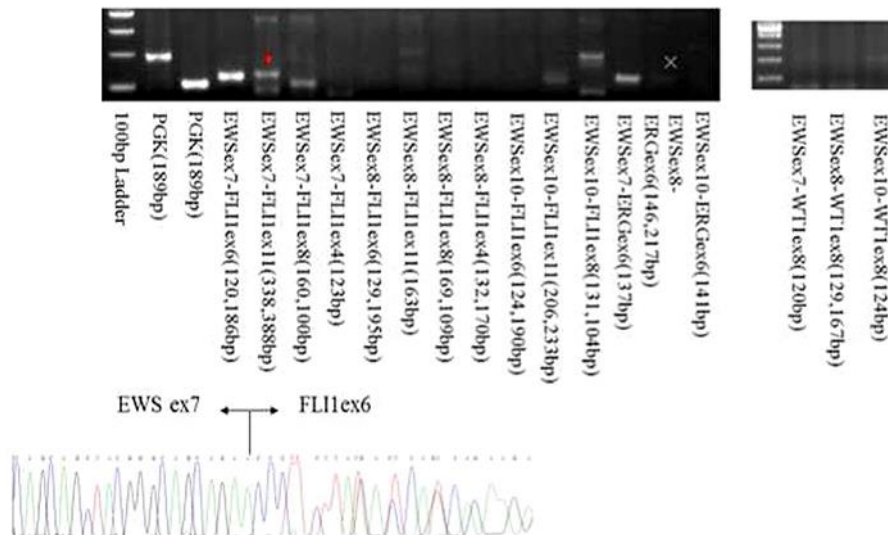 100bp Ladder
PGK(189bp)
PGK(189bp)
EWSex7-FLI1ex6(120,186bp)
EWSex7-FLI1ex11(338,388bp)
EWSex7-FLI1ex8(160,100bp)
EWSex7-FLI1ex4(123bp)
EWSex8-FLI1ex6(129,195bp)
EWSex8-FLI1ex11(163bp)
EWSex8-FLI1ex8(169,109bp)
EWSex8-FLI1ex4(132,170bp)
EWSex10-FLI1ex6(124,190bp)
EWSex10-FLI1ex11(206,233bp)
EWSex10-FLI1ex8(131,104bp)
EWSex7-ERGex6(137bp)
ERGex6(146,217bp)
EWSex8-
EWSex10-ERGex6(141bp)
EWSex7-WT1ex8(120bp)
EWSex8-WT1ex8(129,167bp)
EWSex10-WT1ex8(124bp)
EWS ex7
FLI1ex6